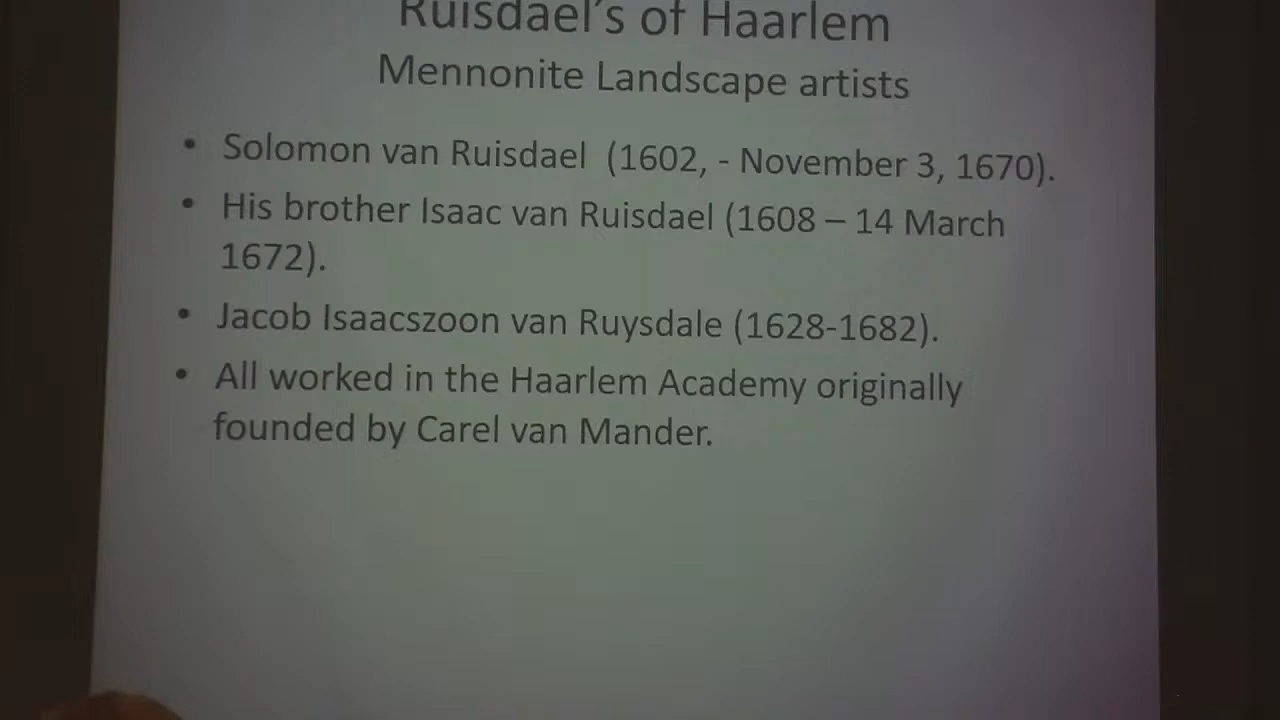 Ruisdael's of Haarlem
Mennonite Landscape artists
• Solomon van Ruisdael (1602, - November 3, 1670).
• His brother Isaac van Ruisdael (1608 – 14 March
1672).
• Jacob Isaacszoon van Ruysdale (1628-1682).
• All worked in the Haarlem Academy originally
founded by Carel van Mander.